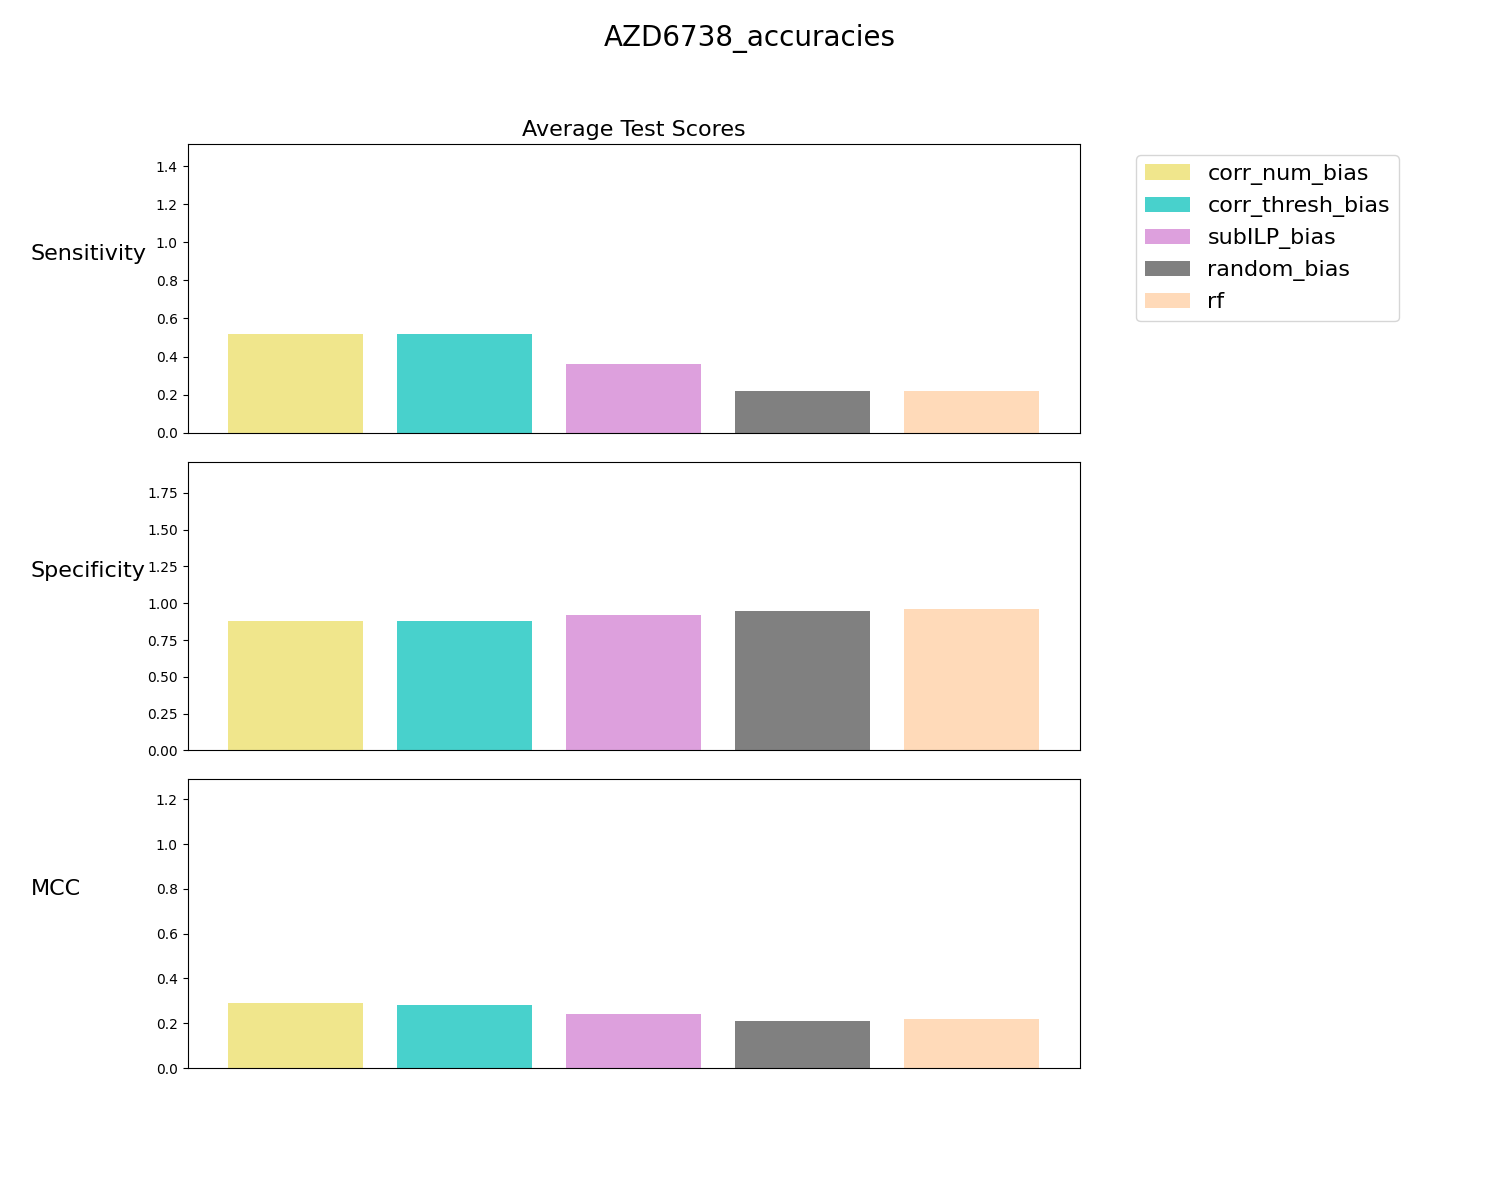 AZD6738_accuracies
Average Test Scores
Sensitivity
1.4
1.2
1.0
0.8
0.6
0.4
0.2
0.0
corr_num_bias
corr_thresh_bias
subILP_bias
random_bias
rf
Specificity
1.75
1.50
1.25
1.00
0.75
0.50
0.25
0.00
MCC
1.2
1.0
0.8
0.6
0.4
0.2
0.0